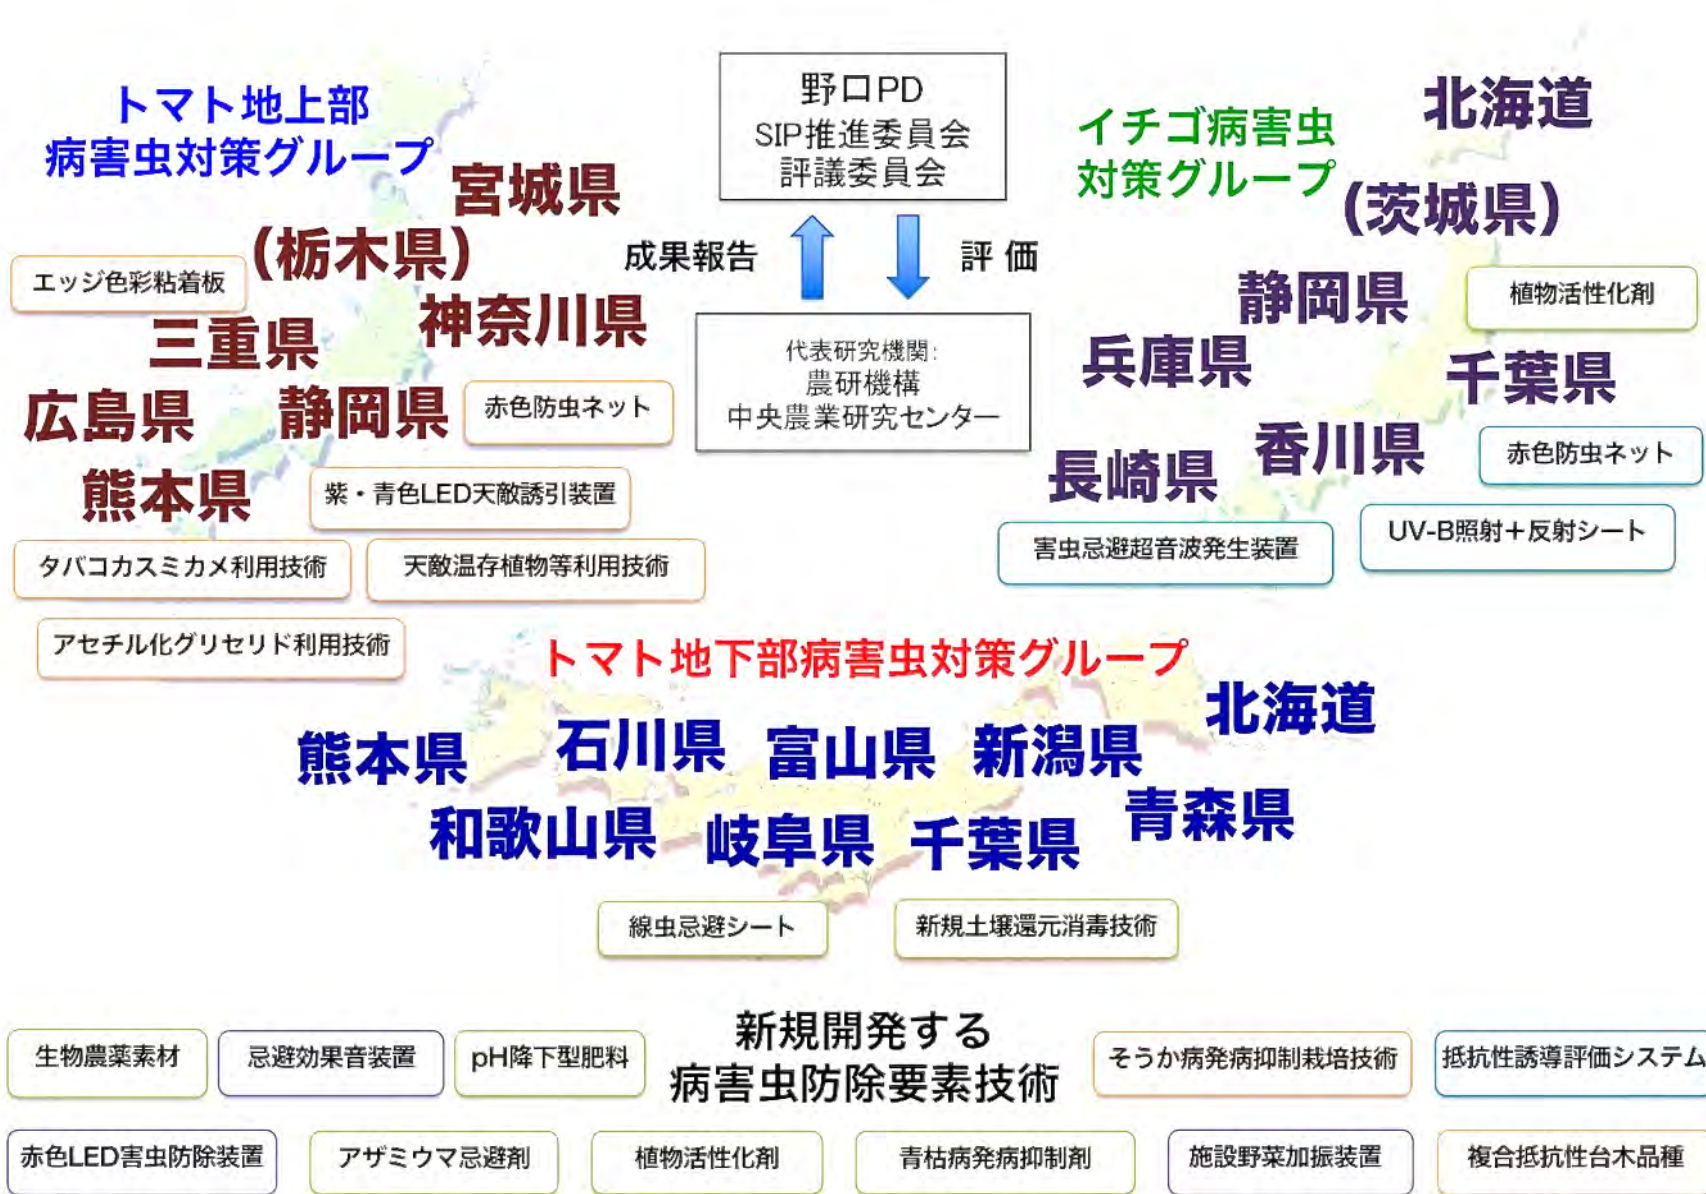 トマト地上部
病害虫対策グループ
宮城県
(栃木県)
エッジ色彩粘着板
三重県
神奈川県
広島県
静岡県
赤色防虫ネット
熊本県
紫・青色LED天敵誘引装置
タバコカスミカメ利用技術
天敵温存植物等利用技術
アセチル化グリセリド利用技術
野口PD
SIP推進委員会
評議委員会
成果報告
評 価
代表研究機関:
農研機構
中央農業研究センター
イチゴ病害虫
対策グループ
北海道
(茨城県)
静岡県
植物活性化剤
兵庫県
千葉県
香川県
赤色防虫ネット
長崎県
UV-B照射＋反射シート
害虫忌避超音波発生装置
トマト地下部病害虫対策グループ
北海道
熊本県
石川県
富山県
新潟県
和歌山県
岐阜県
千葉県
青森県
線虫忌避シート
新規土壌還元消毒技術
新規開発する
病害虫防除要素技術
生物農薬素材
忌避効果音装置
pH降下型肥料
そうか病発病抑制栽培技術
抵抗性誘導評価システム
赤色LED害虫防除装置
アザミウマ忌避剤
植物活性化剤
青枯病発病抑制剤
施設野菜加振装置
複合抵抗性台木品種